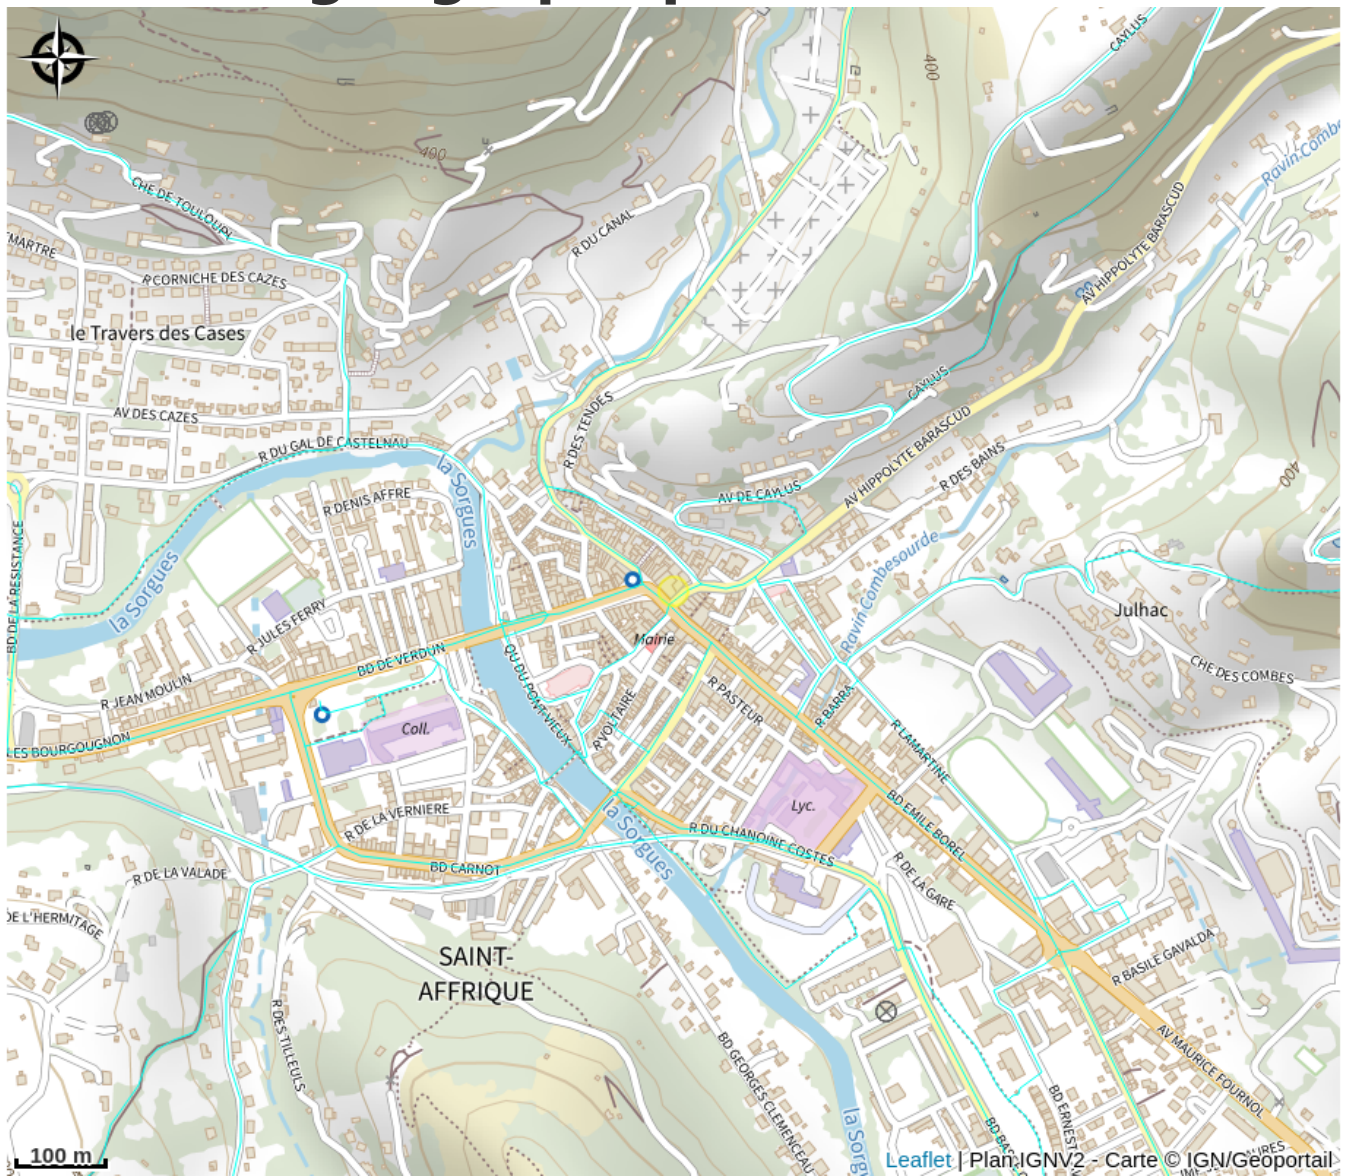 CAYLUS
400
400
Ravin Combe
CHE DE TOULOUPI
EMARTRE
R CORNICHE DES CAZES
R DU CANAL
AV HIPPOLYTE BARASCUD
le Travers des Cases
AV DES CAZES
R DU GAL DE CASTELNAU
R DES TENDES
CAYLUS
AV HIPPOLYTE BARASCUD
R DES BAINS
400
la Sorgues
R DENIS AFFRE
AV DE CAYLUS
BD DE LA RESISTANCE
la Sorgues
Ravin Combesourde
R JULES FERRY
Mairie
Julhac
BD DE VERDUN
QU DU PONT VIEUX
CHE DES COMBES
R JEAN MOULIN
R PASTEUR
R BARRA
R VOLTAIRE
LES BOURGOUGNON
Coll.
R LAMARTINE
Lyc.
R DE LA VERNIERE
la Sorgues
R DU CHANOINE COSTES
BD EMILE BOREL
BD CARNOT
R DE LA VALADE
R DE LA GARE
DE L'HERMITAGE
SAINT-
AFFRIQUE
R BASILE GAVALDA
R DES TILLEULS
BD GEORGES CLEMENCEAU
AV MAURICE FOURNOL
BD ERNEST
la Sorg
100 m
Leaflet | Plan IGNV2 - Carte © IGN/Geoportail